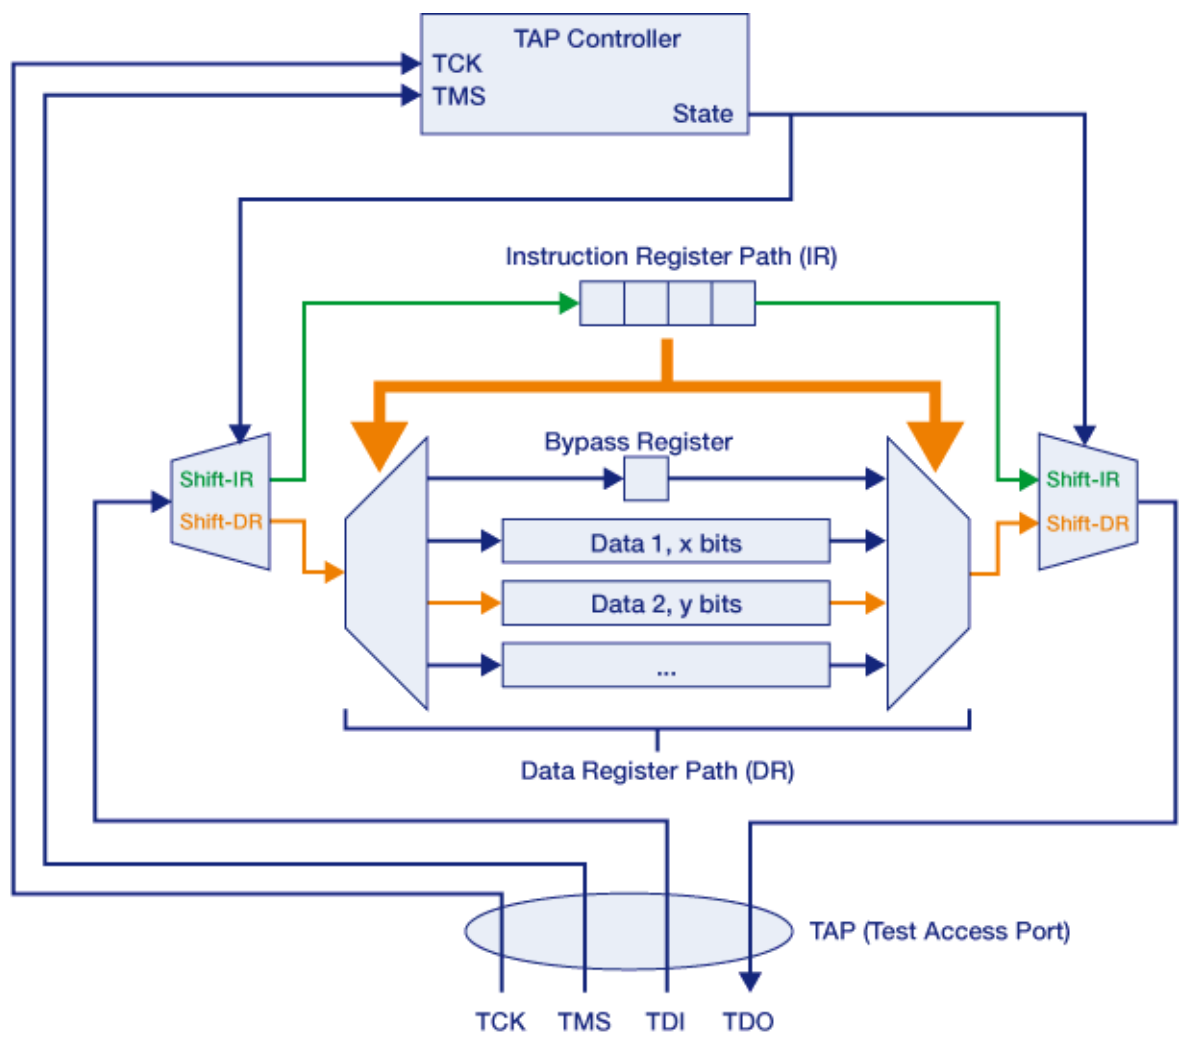 TAP Controller
TCK
TMS
State
Instruction Register Path (IR)
Bypass Register
Shift-IR
Shift-DR
Shift-IR
Shift-DR
Data 1, x bits
Data 2, y bits
...
Data Register Path (DR)
TAP (Test Access Port)
TCK TMS TDI TDO